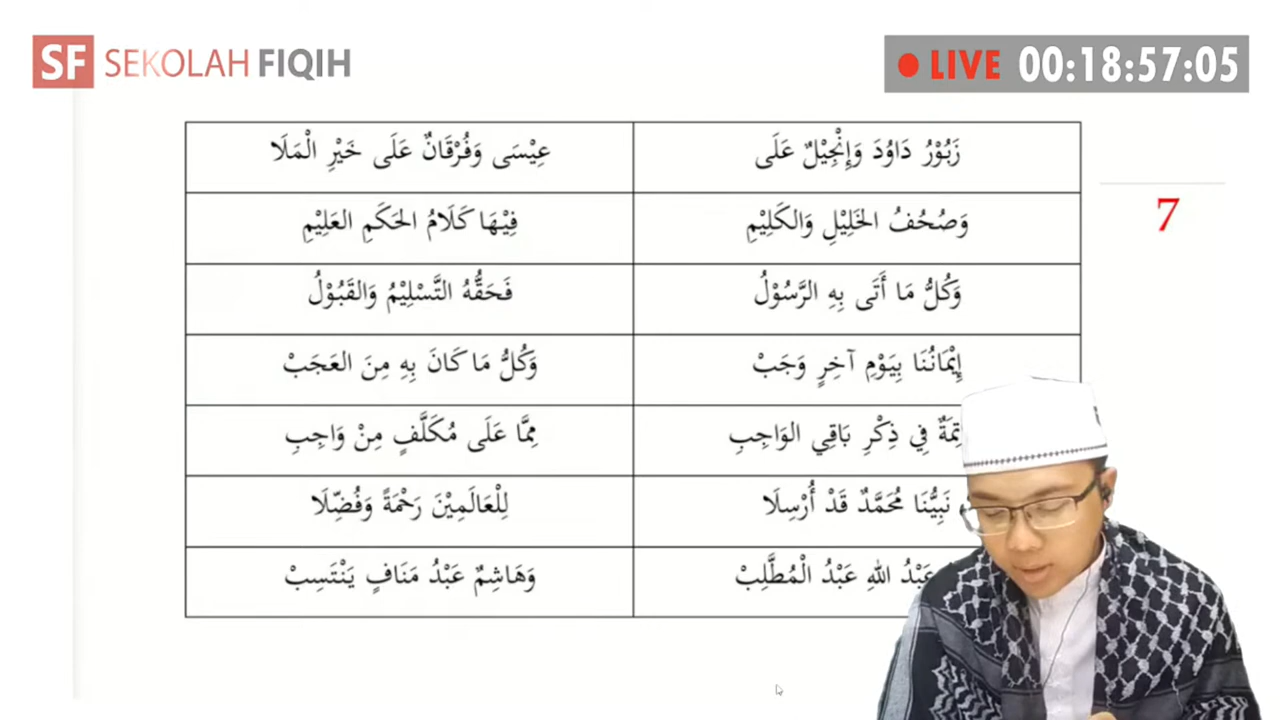 SF SEKOLAH FIQIH
LIVE 00:18:57:05
زَبُوْرُ دَاوُدَ وَإِنْجِيْلٌ عَلَى عِيْسَى وَفُرْقَانٌ عَلَى خَيْرِ الْمَلَا
7
وَصُحُفُ الخَلِيْلِ وَالكَلِيْمِ فِيْهَا كَلَامُ الحَكَمِ العَلِيْمِ
وَكُلُّ مَا أَتَى بِهِ الرَّسُوْلُ فَحَقُّهُ التَّسْلِيْمُ وَالقَبُوْلُ
إِيْمَانُنَا بِيَوْمِ آخِرٍ وَجَبْ وَكُلُّ مَا كَانَ بِهِ مِنَ العَجَبْ
فِي ذِكْرِ بَاقِي الوَاجِبِ مِمَّا عَلَى مُكَلَّفٍ مِنْ وَاجِبِ
نَبِيُّنَا مُحَمَّدٌ قَدْ أُرْسِلَا لِلْعَالَمِيْنَ رَحْمَةً وَفُضِّلَا
عَبْدُ اللهِ عَبْدُ الْمُطَّلِبْ وَهَاشِمٌ عَبْدُ مَنَافٍ يَنْتَسِبْ